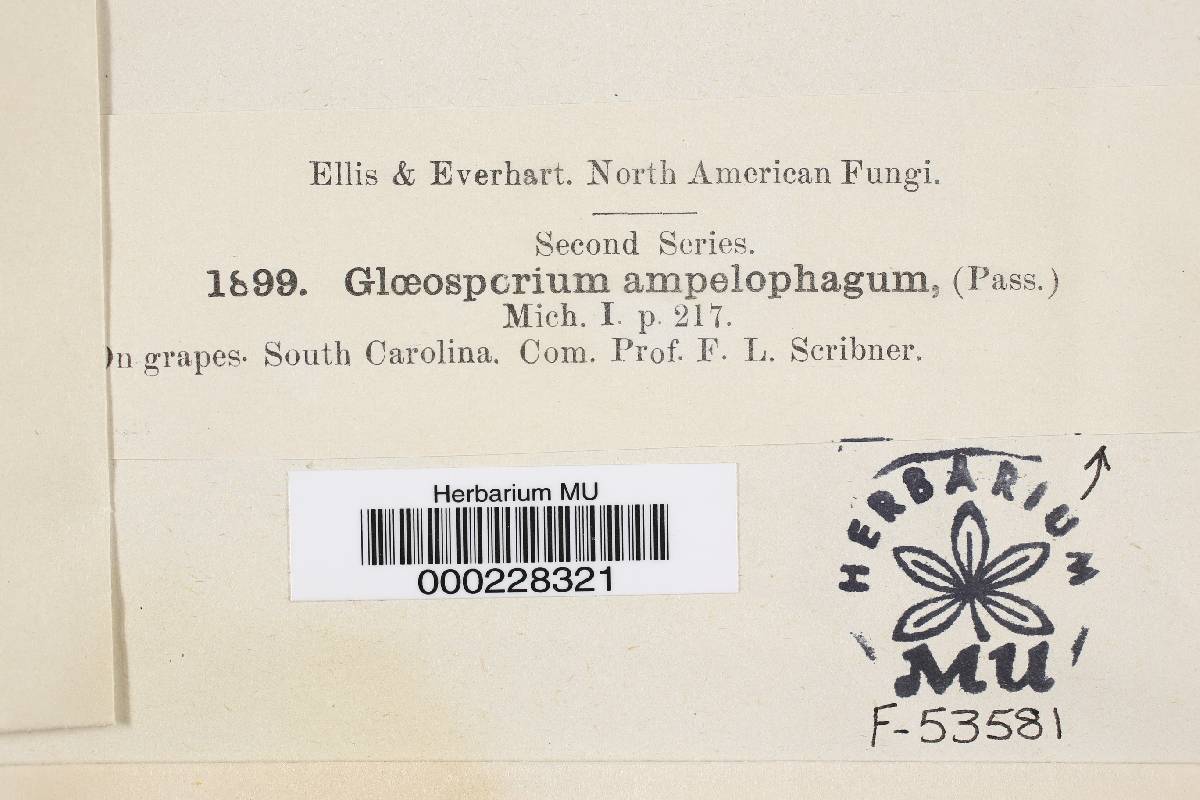 Ellis & Everhart. North American Fungi.
Second Series.
1899. Glœosporium ampelophagum, (Pass.)
Mich. I. p. 217.
On grapes. South Carolina. Com. Prof. F. L. Scribner.
Herbarium MU
000228321
HERBARIUM
MU
F-53581